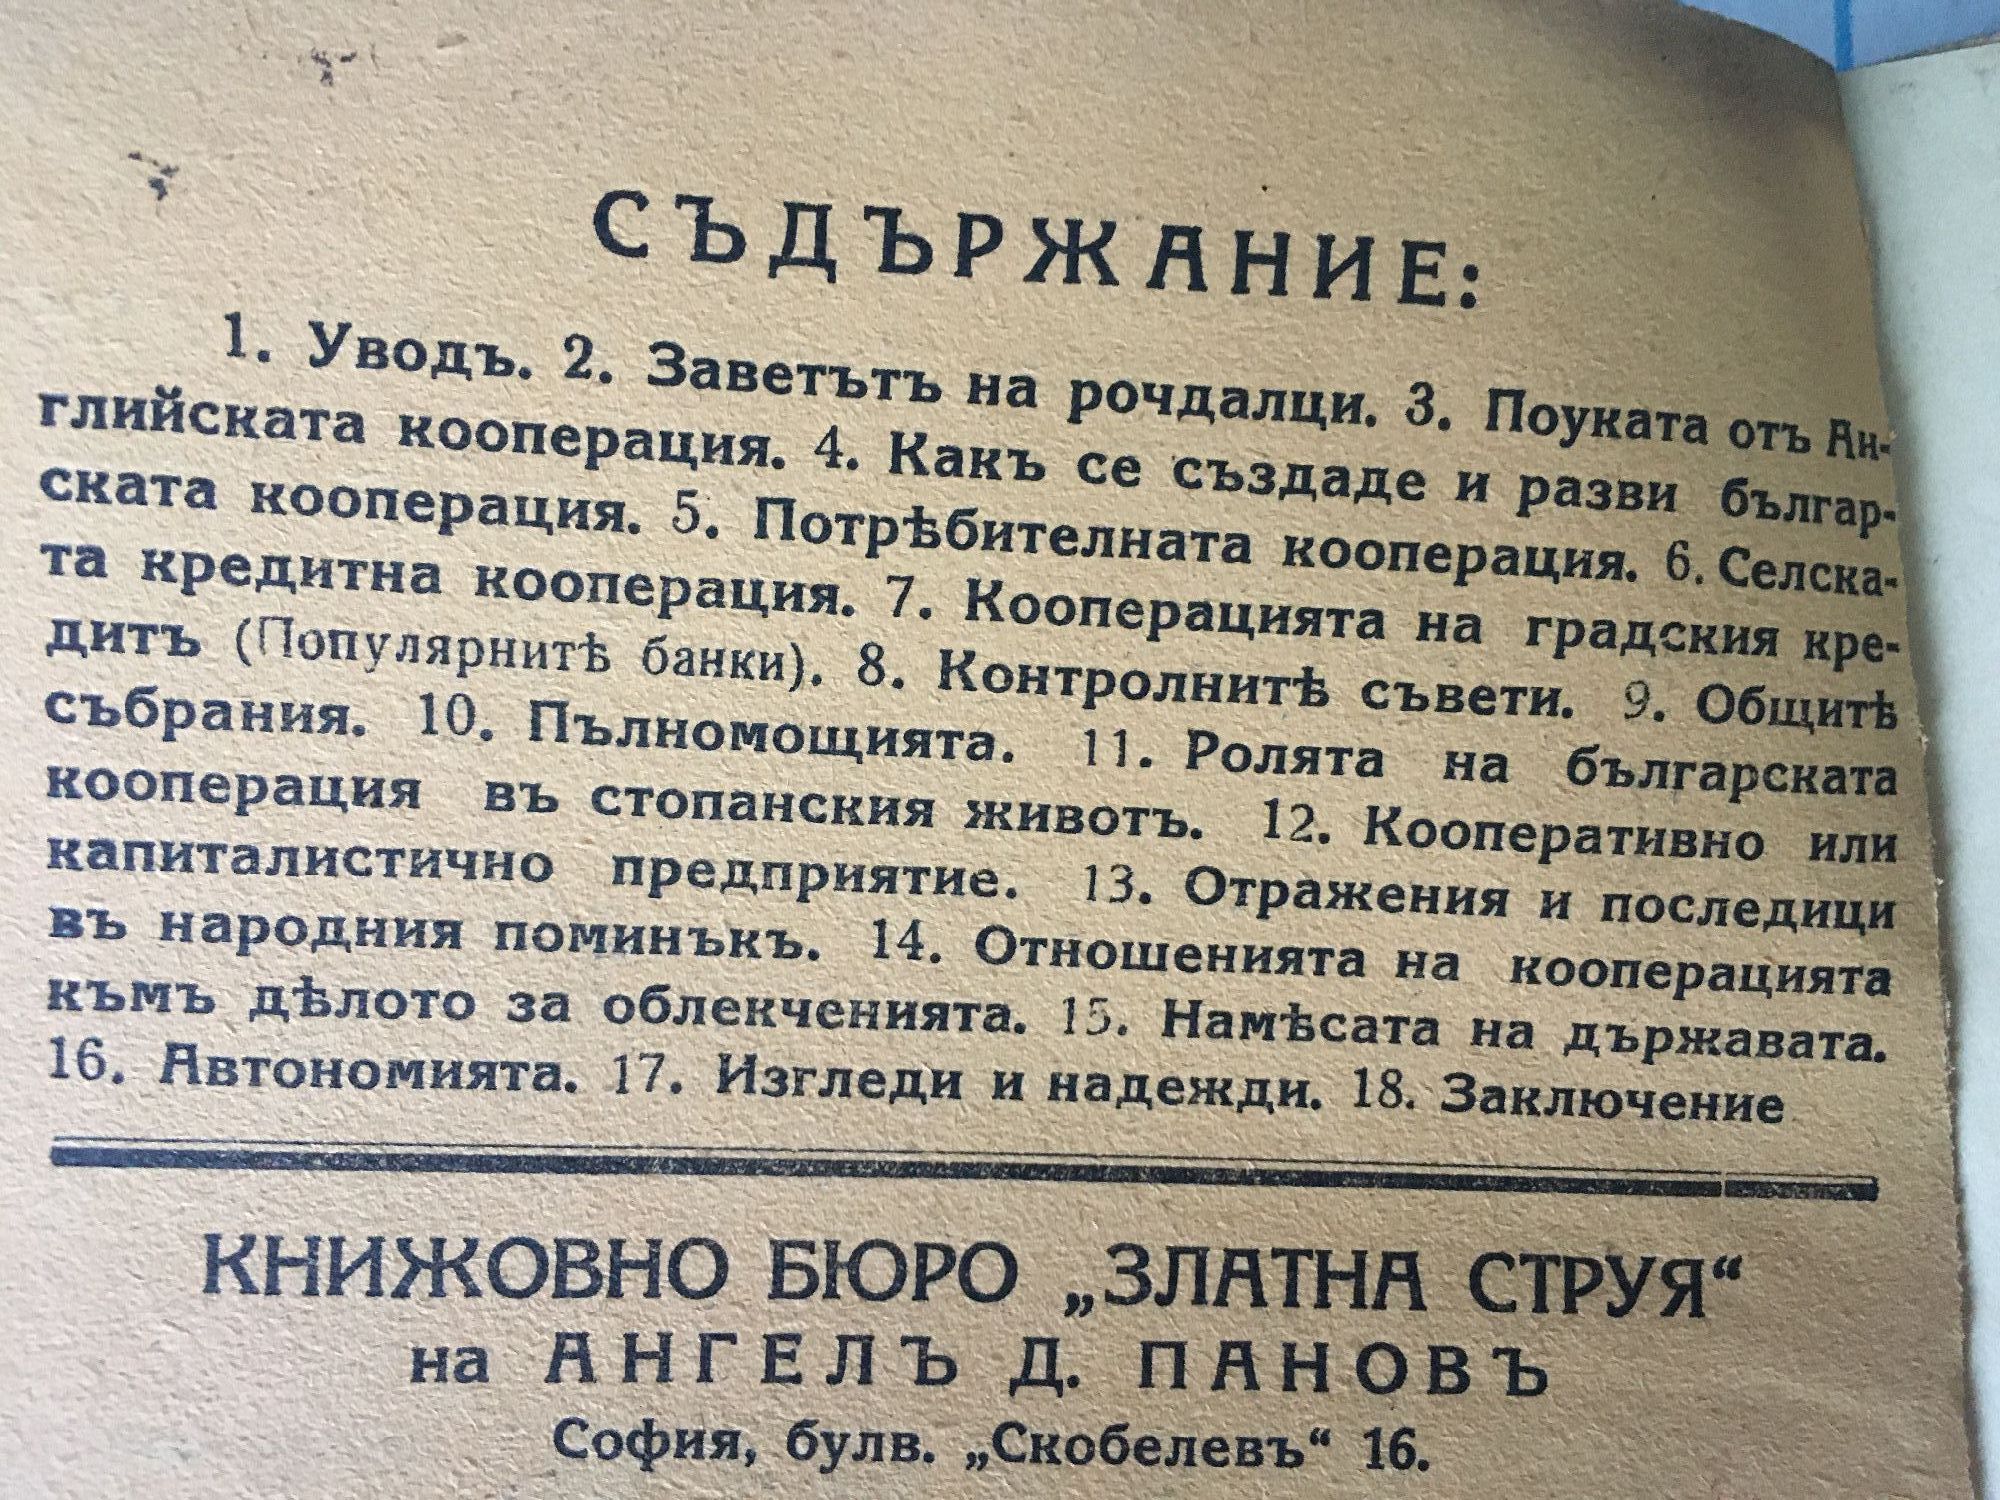 СЪДЪРЖАНИЕ:
1. Уводъ. 2. Заветътъ на рочдалци. 3. Поуката отъ Ан-
глийската кооперация. 4. Какъ се създаде и разви българ-
ската кооперация. 5. Потрѣбителната кооперация. 6. Селска-
та кредитна кооперация. 7. Кооперацията на градския кре-
дитъ (Популярнитѣ банки). 8. Контролнитѣ съвети. 9. Общитѣ
събрания. 10. Пълномощията. 11. Ролята на българската
кооперация въ стопанския животъ. 12. Кооперативно или
капиталистично предприятие. 13. Отражения и последици
въ народния поминъкъ. 14. Отношенията на кооперацията
къмъ дѣлото за облекченията. 15. Намѣсата на държавата.
16. Автономията. 17. Изгледи и надежди. 18. Заключение
КНИЖОВНО БЮРО „ЗЛАТНА СТРУЯ“
на АНГЕЛЪ Д. ПАНОВЪ
София, булв. „Скобелевъ“ 16.